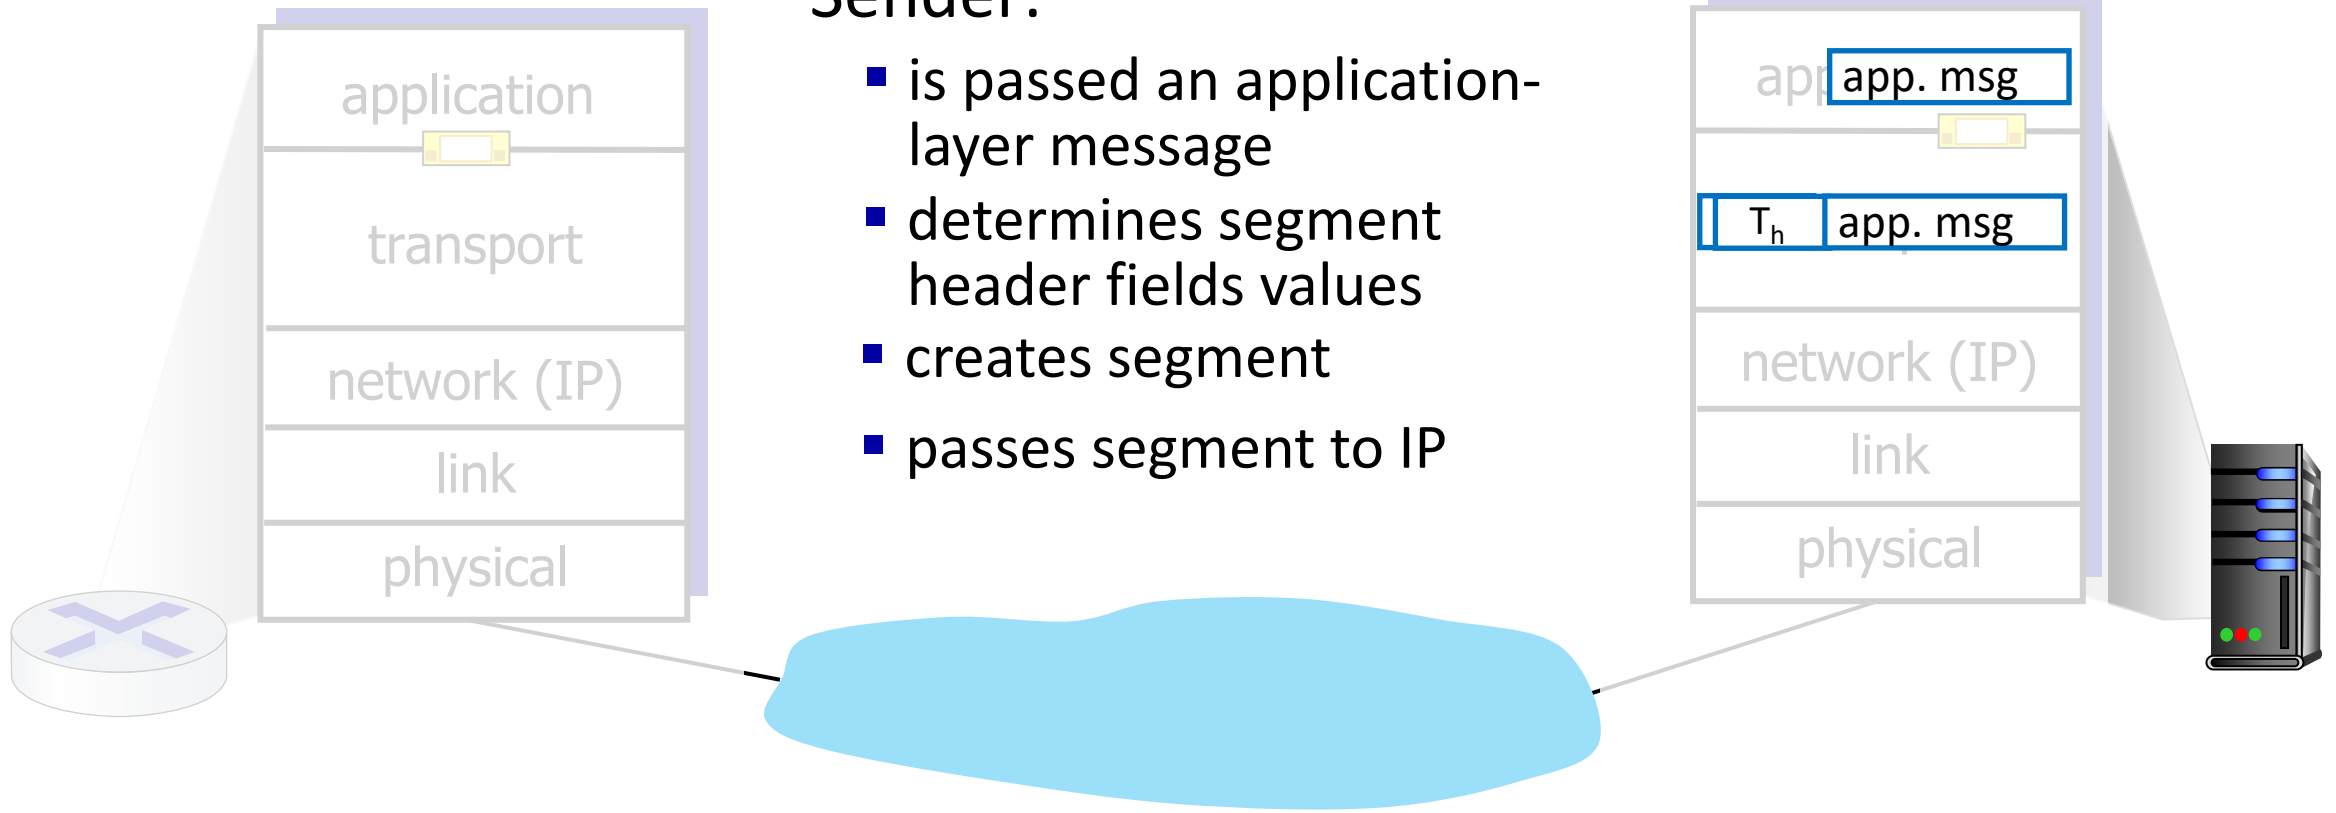 application
transport
network (IP)
link
physical
Sender:
is passed an application-
layer message
determines segment
header fields values
creates segment
passes segment to IP
app. msg
Th app. msg
network (IP)
link
physical